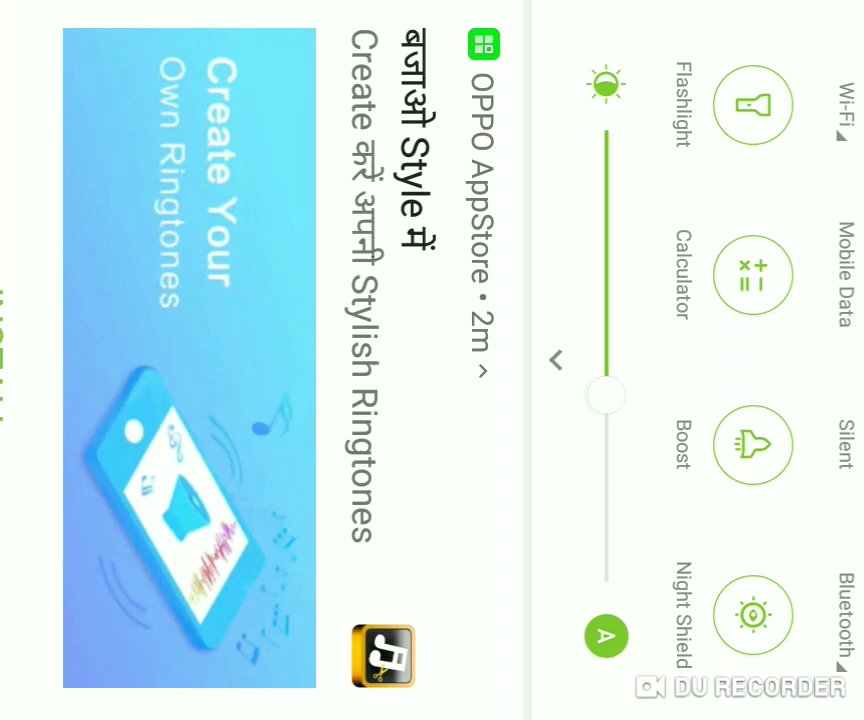 Wi-Fi Mobile Data Silent Bluetooth
Flashlight Calculator Boost Night Shield
A
OPPO AppStore • 2m
बजाओ Style में
Create करें अपनी Stylish Ringtones
Create Your
Own Ringtones
DU RECORDER